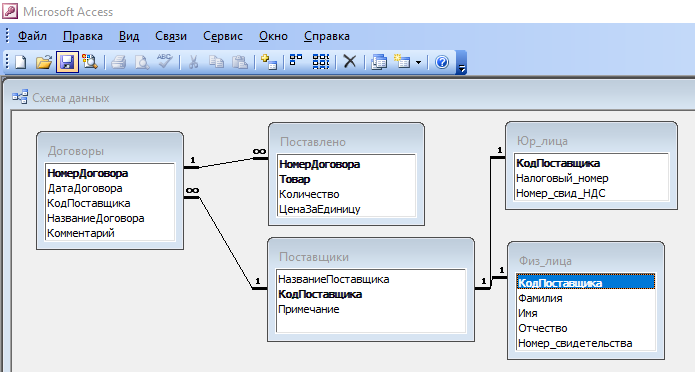 Microsoft Access
Файл Правка Вид Связи Сервис Окно Справка
Схема данных
Договоры
НомерДоговора
ДатаДоговора
КодПоставщика
НазваниеДоговора
Комментарий
1
∞
∞
1
Поставлено
НомерДоговора
Товар
Количество
ЦенаЗаЕдиницу
Поставщики
НазваниеПоставщика
КодПоставщика
Примечание
1
1
1
Юр_лица
КодПоставщика
Налоговый_номер
Номер_свид_НДС
Физ_лица
КодПоставщика
Фамилия
Имя
Отчество
Номер_свидетельства